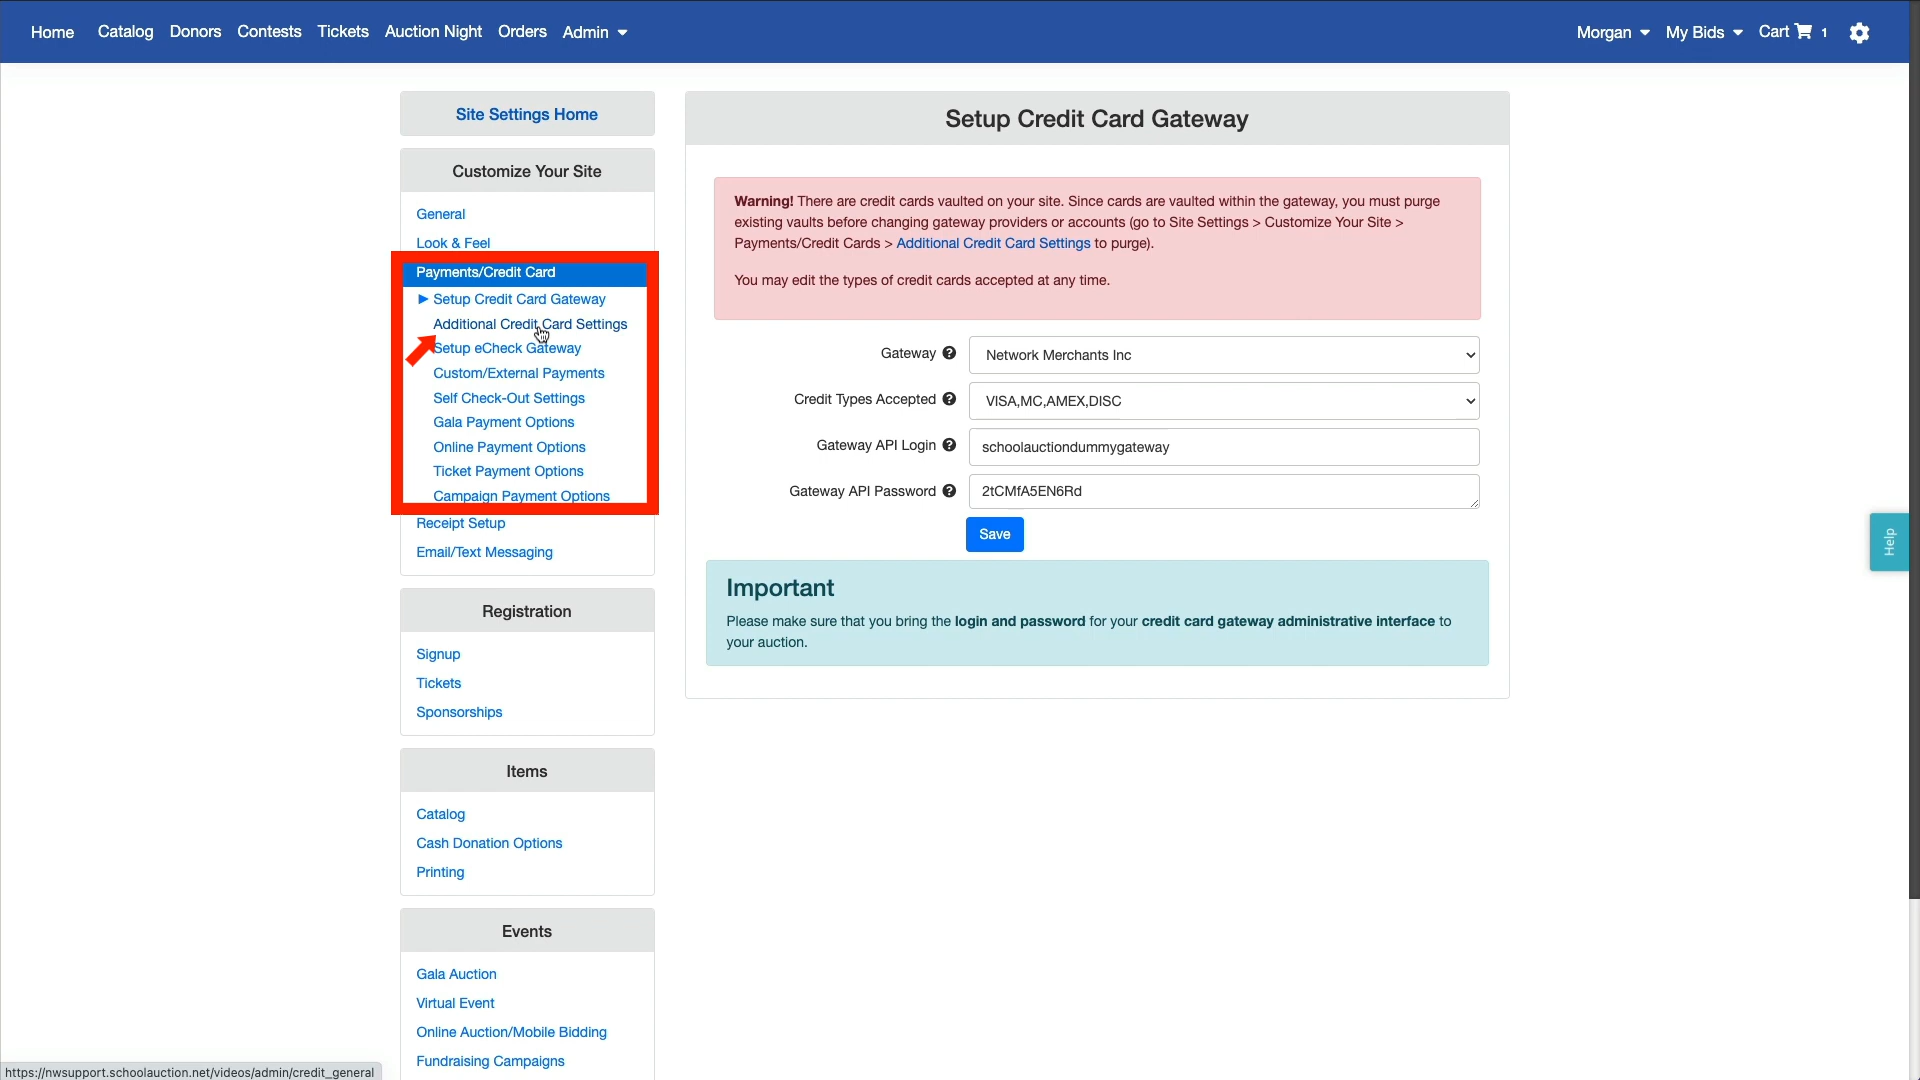 Home Catalog Donors Contests Tickets Auction Night Orders Admin Morgan My Bids Cart 1
Site Settings Home
Customize Your Site
General
Look & Feel
Payments/Credit Card
Setup Credit Card Gateway
Additional Credit Card Settings
Setup eCheck Gateway
Custom/External Payments
Self Check-Out Settings
Gala Payment Options
Online Payment Options
Ticket Payment Options
Campaign Payment Options
Receipt Setup
Email/Text Messaging
Registration
Signup
Tickets
Sponsorships
Items
Catalog
Cash Donation Options
Printing
Events
Gala Auction
Virtual Event
Online Auction/Mobile Bidding
Fundraising Campaigns
Setup Credit Card Gateway
Warning! There are credit cards vaulted on your site. Since cards are vaulted within the gateway, you must purge
existing vaults before changing gateway providers or accounts (go to Site Settings > Customize Your Site >
Payments/Credit Cards > Additional Credit Card Settings to purge).
You may edit the types of credit cards accepted at any time.
Gateway ? Network Merchants Inc
Credit Types Accepted ? VISA,MC,AMEX,DISC
Gateway API Login ? schoolauctiondummygateway
Gateway API Password ? 2tCMfA5EN6Rd
Save
Important
Please make sure that you bring the login and password for your credit card gateway administrative interface to
your auction.
Help
https://nwsupport.schoolauction.net/videos/admin/credit_general